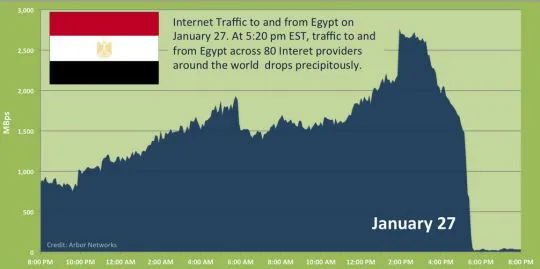 3,000
2,500
2,000
1,500
1,000
500
0
MBps
Internet Traffic to and from Egypt on
January 27. At 5:20 pm EST, traffic to and
from Egypt across 80 Interet providers
around the world drops precipitously.
January 27
Credit: Arbor Networks
8:00 PM 10:00 PM 12:00 AM 2:00 AM 4:00 AM 6:00 AM 8:00 AM 10:00 AM 12:00 PM 2:00 PM 4:00 PM 6:00 PM 8:00 PM